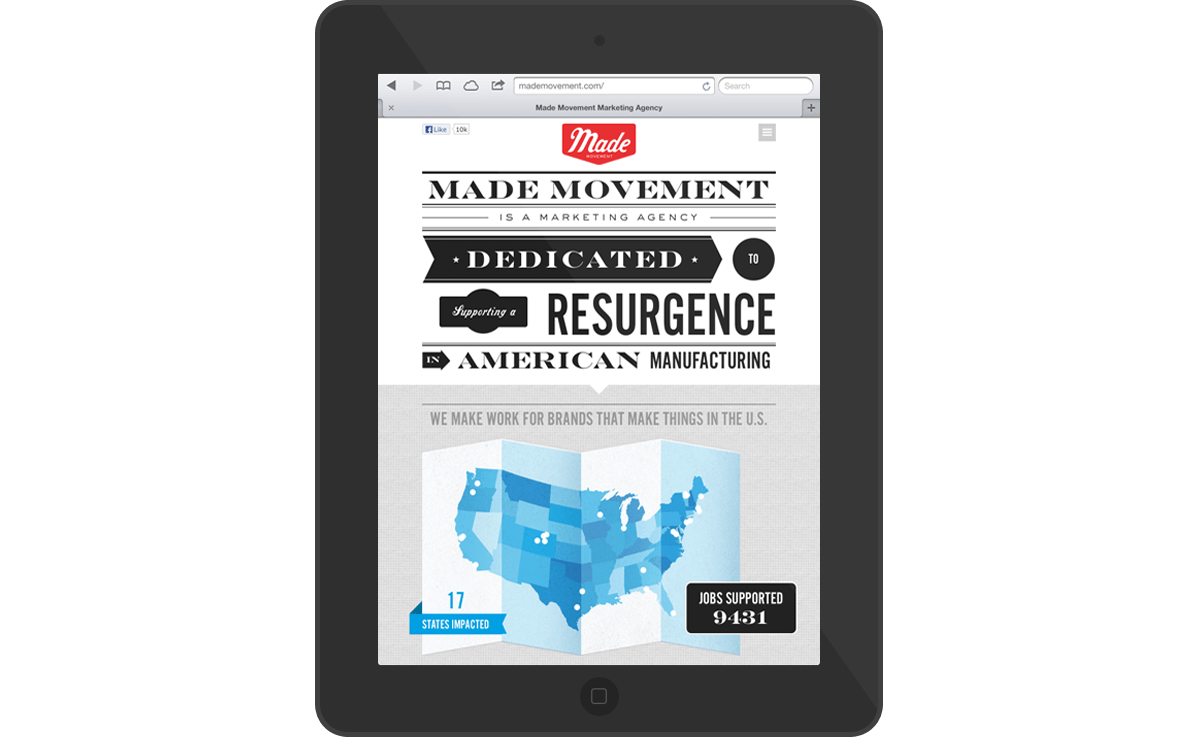 mademovement.com/
Search
Made Movement Marketing Agency
Like 10k
Made
MOVEMENT
MADE MOVEMENT
IS A MARKETING AGENCY
DEDICATED TO
Supporting a RESURGENCE
IN AMERICAN MANUFACTURING
WE MAKE WORK FOR BRANDS THAT MAKE THINGS IN THE U.S.
17
STATES IMPACTED
JOBS SUPPORTED
9431